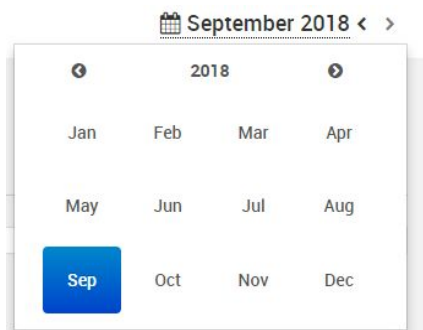 September 2018
2018
Jan Feb Mar Apr
May Jun Jul Aug
Sep Oct Nov Dec